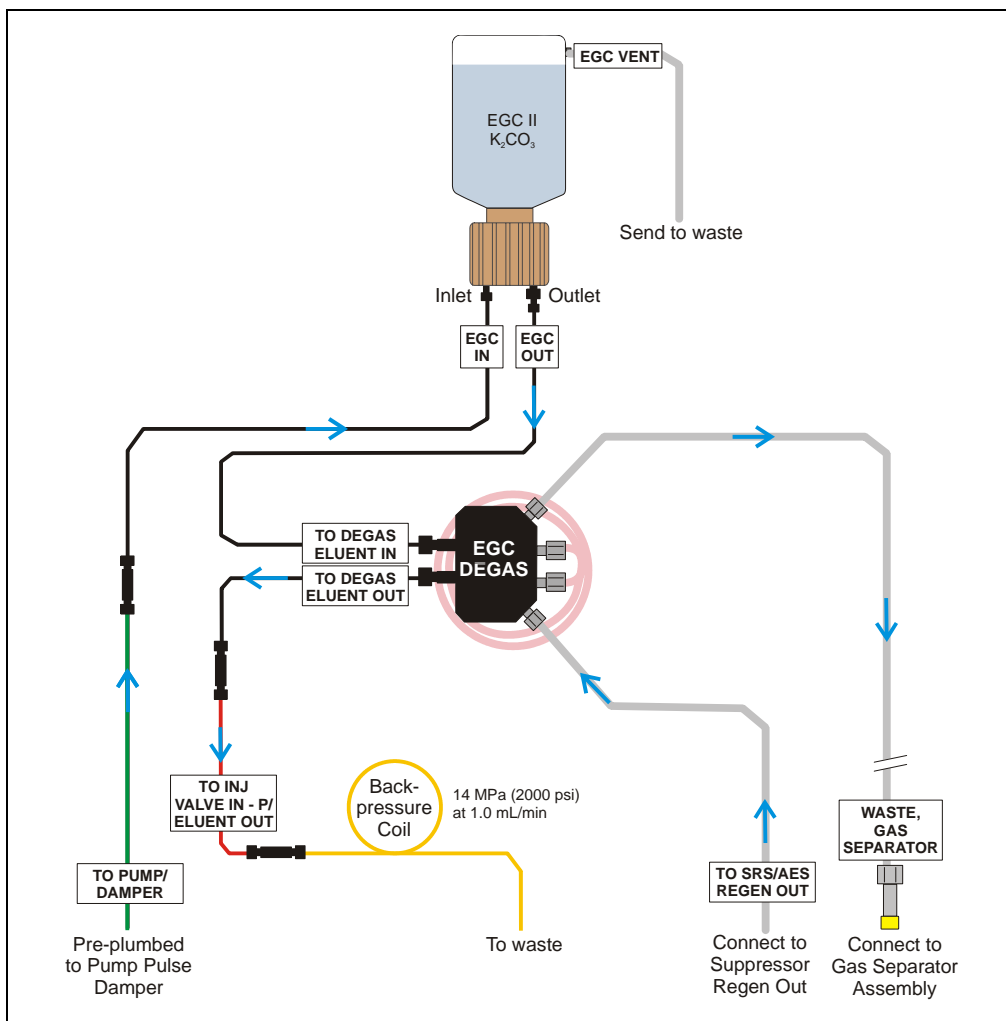 EGC VENT
EGC II
K₂CO₃
Send to waste
Inlet
Outlet
EGC
IN
EGC
OUT
TO DEGAS
ELUENT IN
TO DEGAS
ELUENT OUT
EGC
DEGAS
TO INJ
VALVE IN - P/
ELUENT OUT
Back-
pressure
Coil
14 MPa (2000 psi)
at 1.0 mL/min
WASTE,
GAS
SEPARATOR
TO PUMP/
DAMPER
TO SRS/AES
REGEN OUT
Pre-plumbed
to Pump Pulse
Damper
To waste
Connect to
Suppressor
Regen Out
Connect to
Gas Separator
Assembly